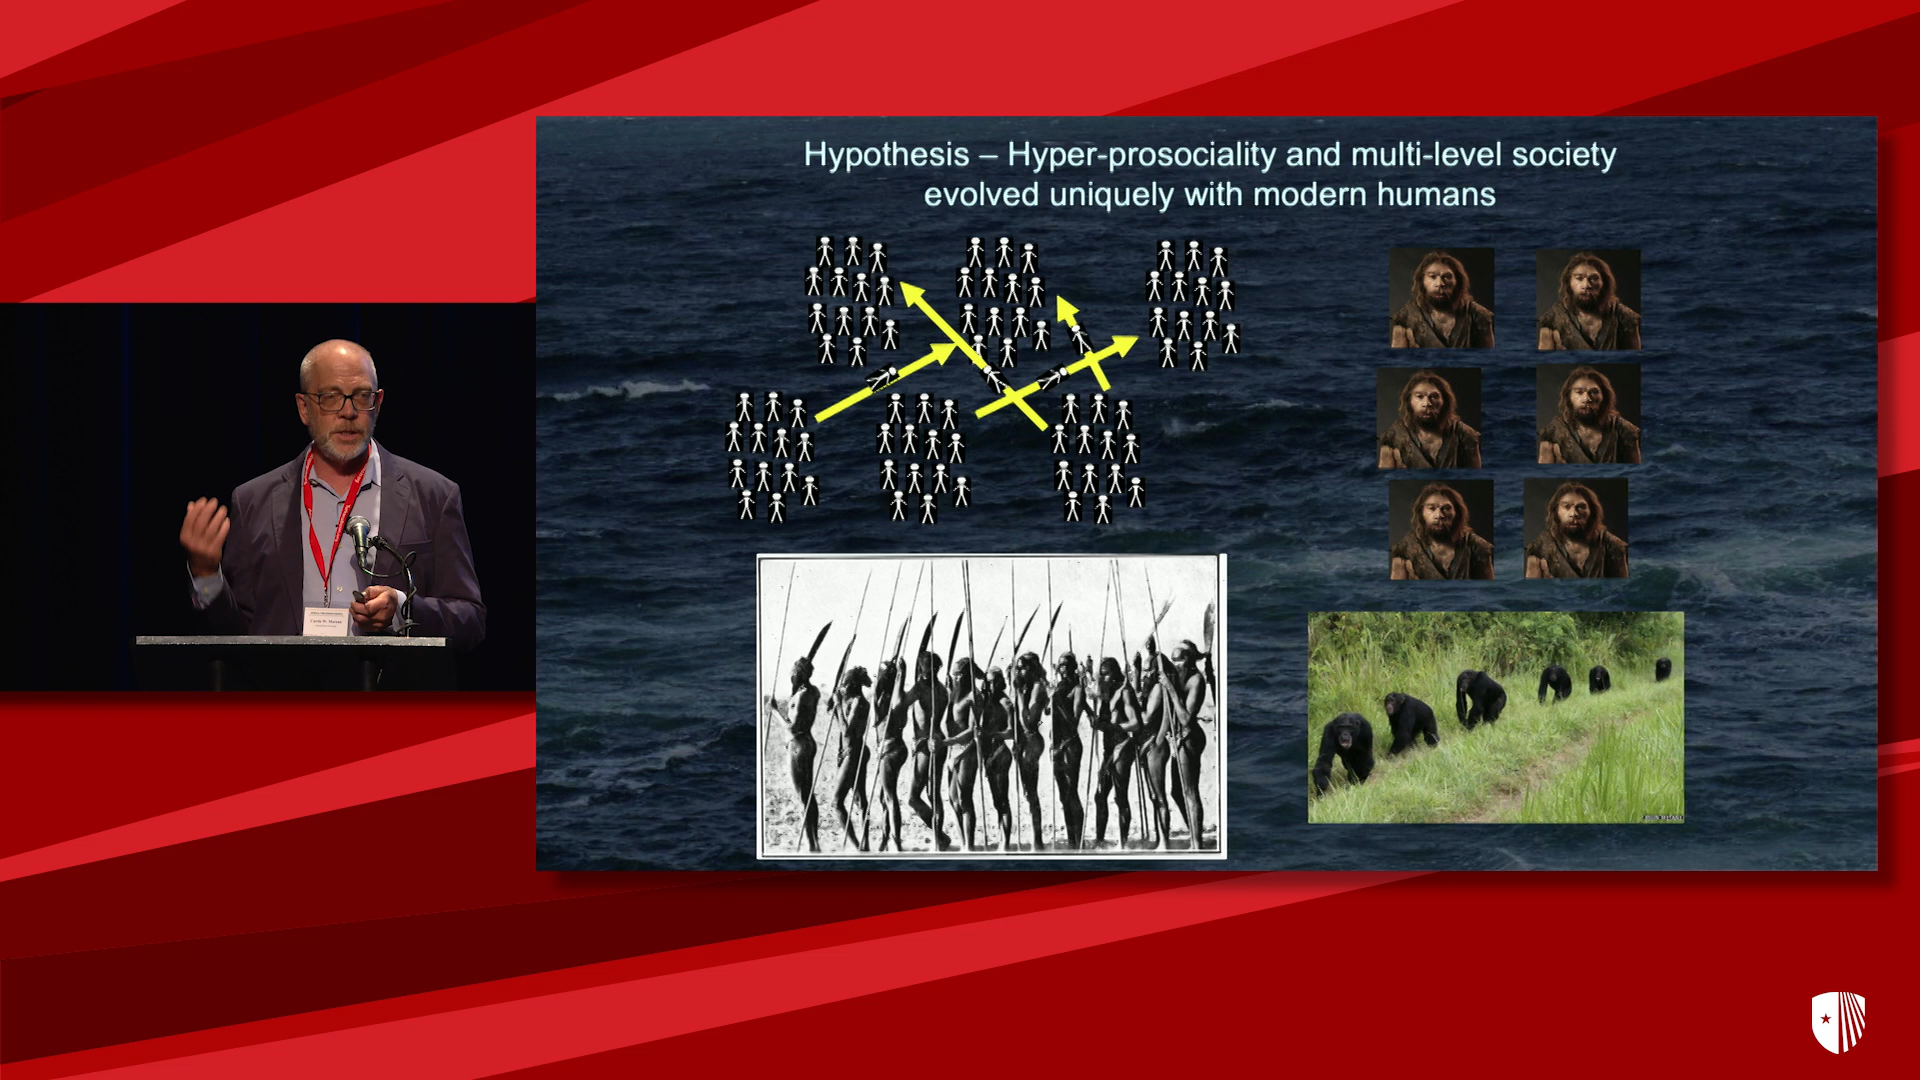 Hypothesis – Hyper-prosociality and multi-level society
evolved uniquely with modern humans